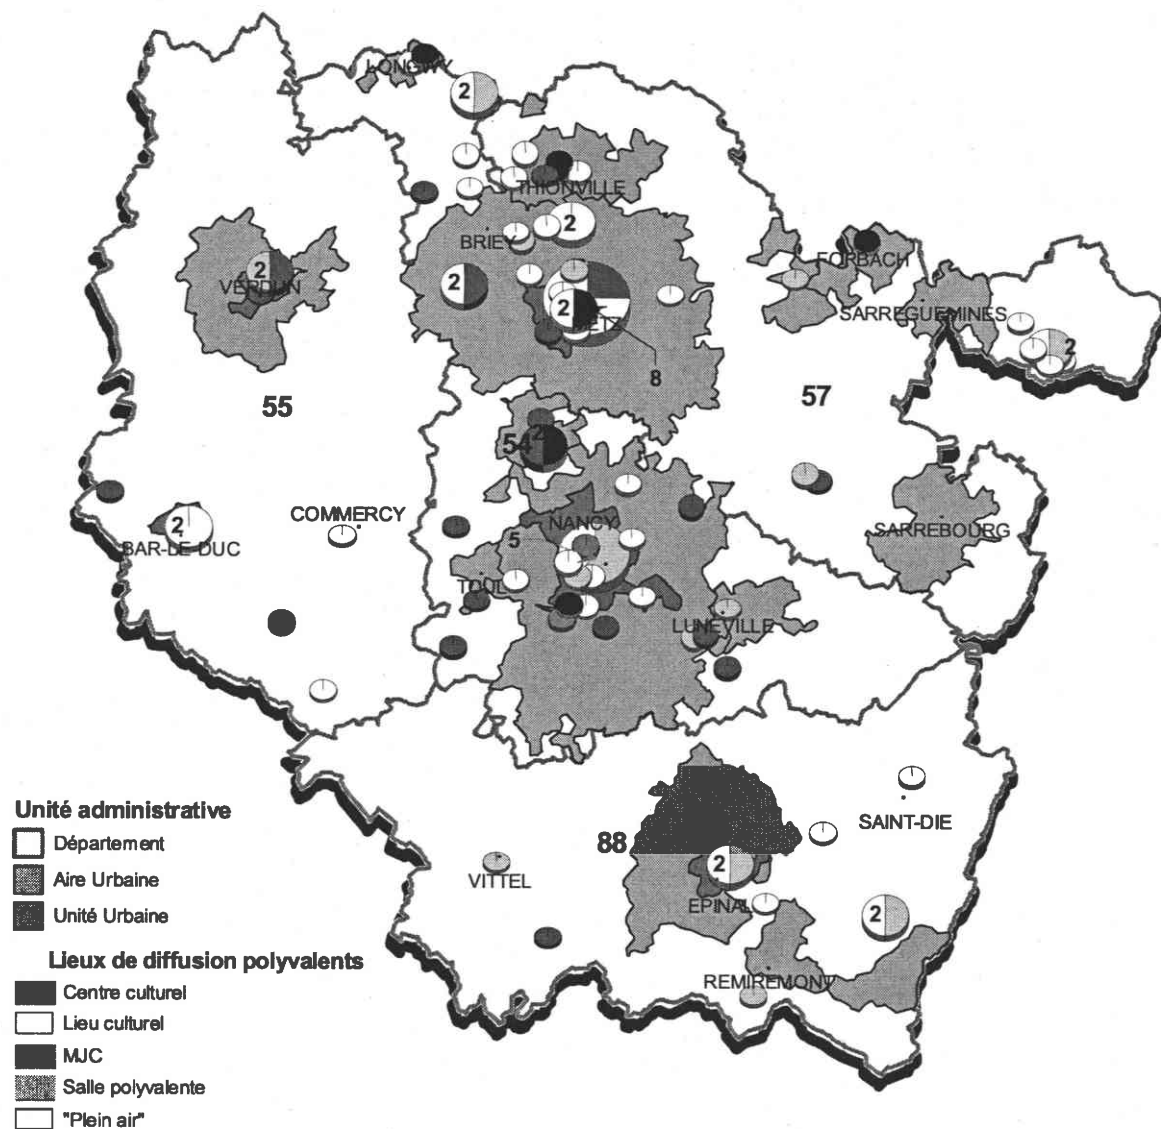 LONGWY
2
THIONVILLE
2
BRIEY
FORBACH
2
VERDUN
2
2
METZ
SARREGUEMINES
2
8
55
57
54
2
COMMERCY
2
BAR-LE-DUC
NANCY
5
SARREBOURG
TOUL
LUNEVILLE
Unité administrative
Département
Aire Urbaine
Unité Urbaine
88
SAINT-DIE
2
VITTEL
EPINAL
2
REMIREMONT
Lieux de diffusion polyvalents
Centre culturel
Lieu culturel
MJC
Salle polyvalente
"Plein air"